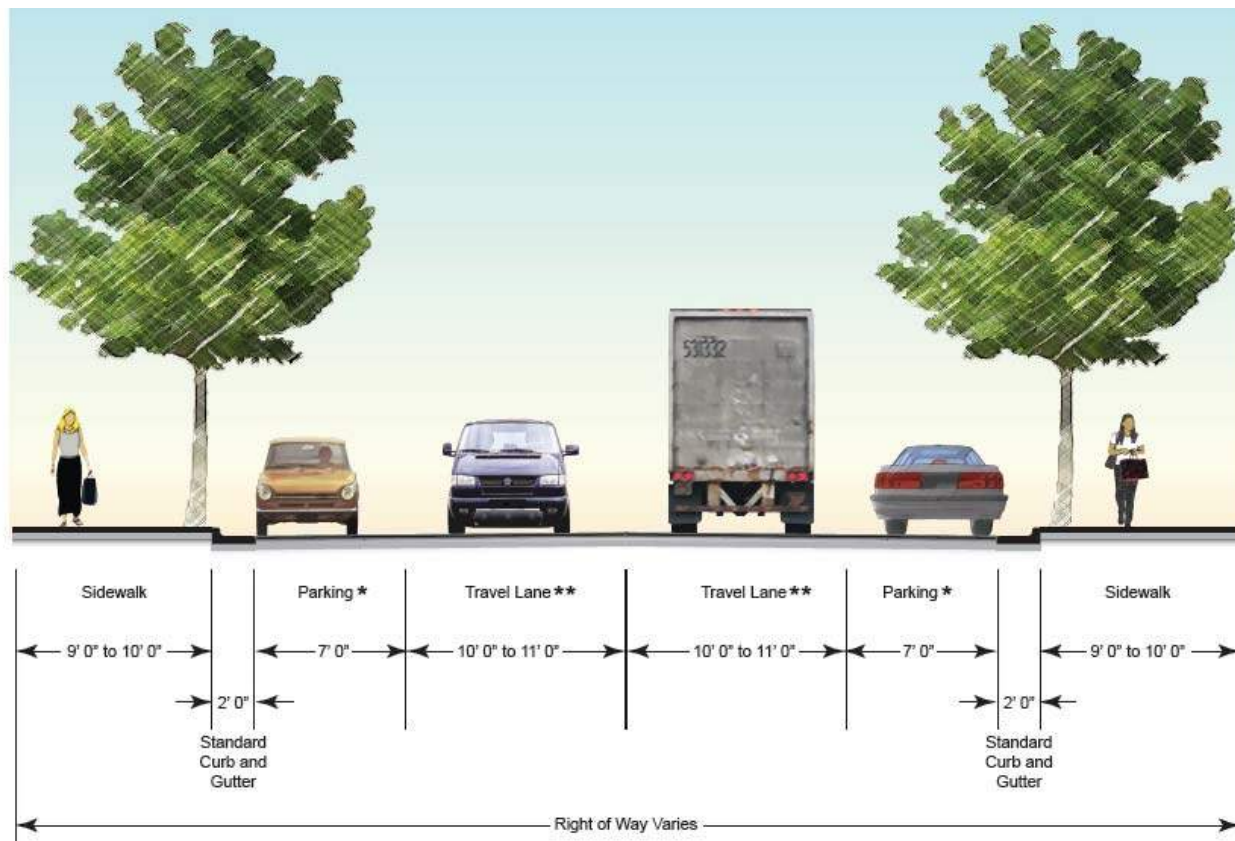 531332
Sidewalk
Parking *
Travel Lane **
Travel Lane **
Parking *
Sidewalk
9' 0" to 10' 0"
7' 0"
10' 0" to 11' 0"
10' 0" to 11' 0"
7' 0"
9' 0" to 10' 0"
2' 0"
2' 0"
Standard
Curb and
Gutter
Standard
Curb and
Gutter
Right of Way Varies